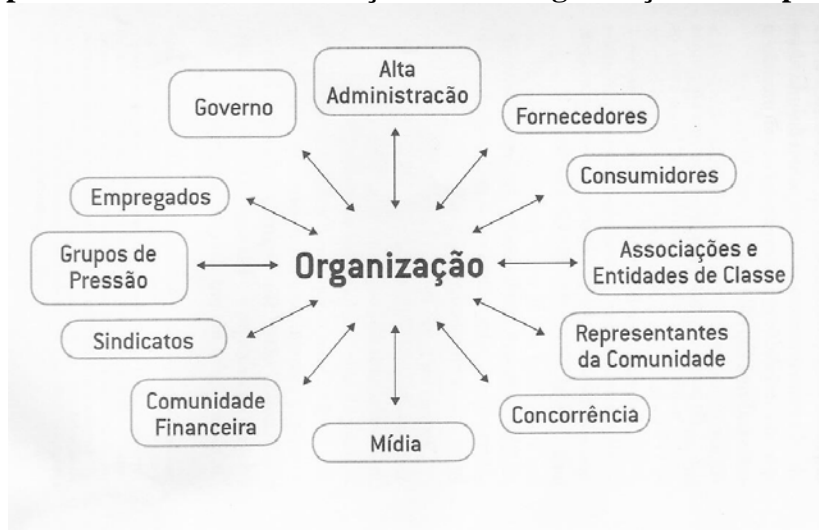 Alta
Administracão
Governo
Fornecedores
Consumidores
Empregados
Grupos de
Pressão
Organização
Associações e
Entidades de Classe
Sindicatos
Representantes
da Comunidade
Comunidade
Financeira
Concorrência
Mídia